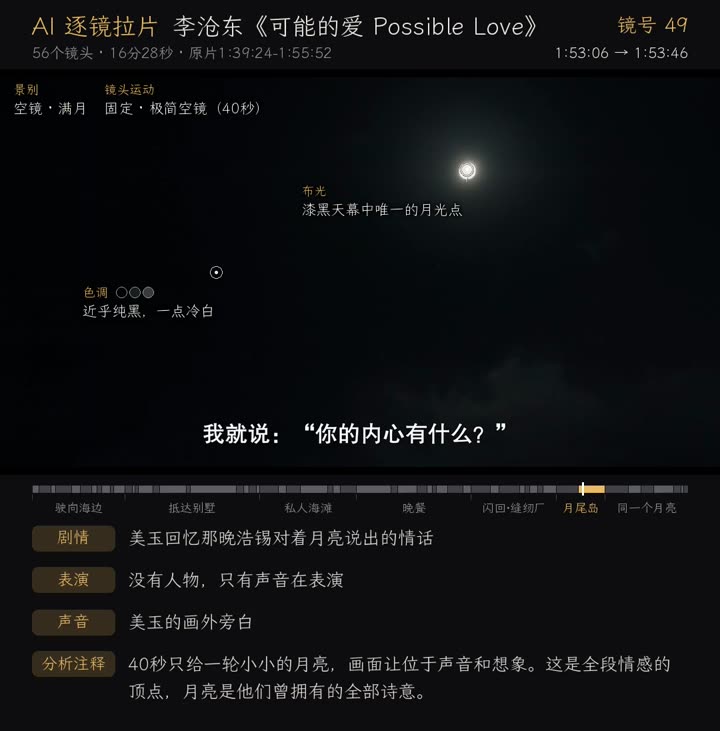 AI 逐镜拉片 李沧东《可能的爱 Possible Love》
镜号 49
56个镜头·16分28秒·原片1:39:24-1:55:52
1:53:06 → 1:53:46
景别
镜头运动
空镜·满月
固定·极简空镜（40秒）
布光
漆黑天幕中唯一的月光点
色调
近乎纯黑，一点冷白
我就说：“你的内心有什么？”
驶向海边 抵达别墅 私人海滩 晚餐 闪回·缝纫厂 月尾岛 同一个月亮
剧情 美玉回忆那晚浩锡对着月亮说出的情话
表演 没有人物，只有声音在表演
声音 美玉的画外旁白
分析注释 40秒只给一轮小小的月亮，画面让位于声音和想象。这是全段情感的
顶点，月亮是他们曾拥有的全部诗意。